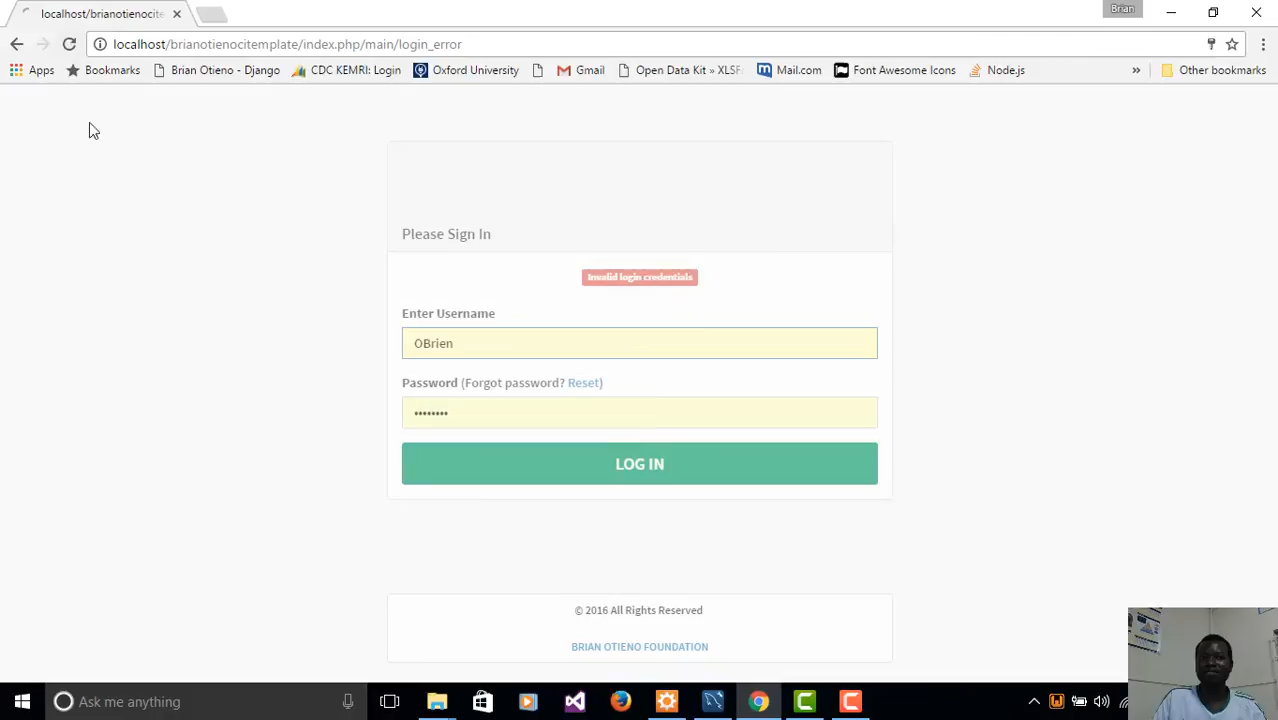 localhost/brianotienocite
Brian
localhost/brianotienocitemplate/index.php/main/login_error
Apps Bookmarks Brian Otieno - Django CDC KEMRI: Login Oxford University Gmail Open Data Kit » XLSF Mail.com Font Awesome Icons Node.js » Other bookmarks
Please Sign In
Invalid login credentials
Enter Username
OBrien
Password (Forgot password? Reset)
••••••••
LOG IN
© 2016 All Rights Reserved
BRIAN OTIENO FOUNDATION
Ask me anything